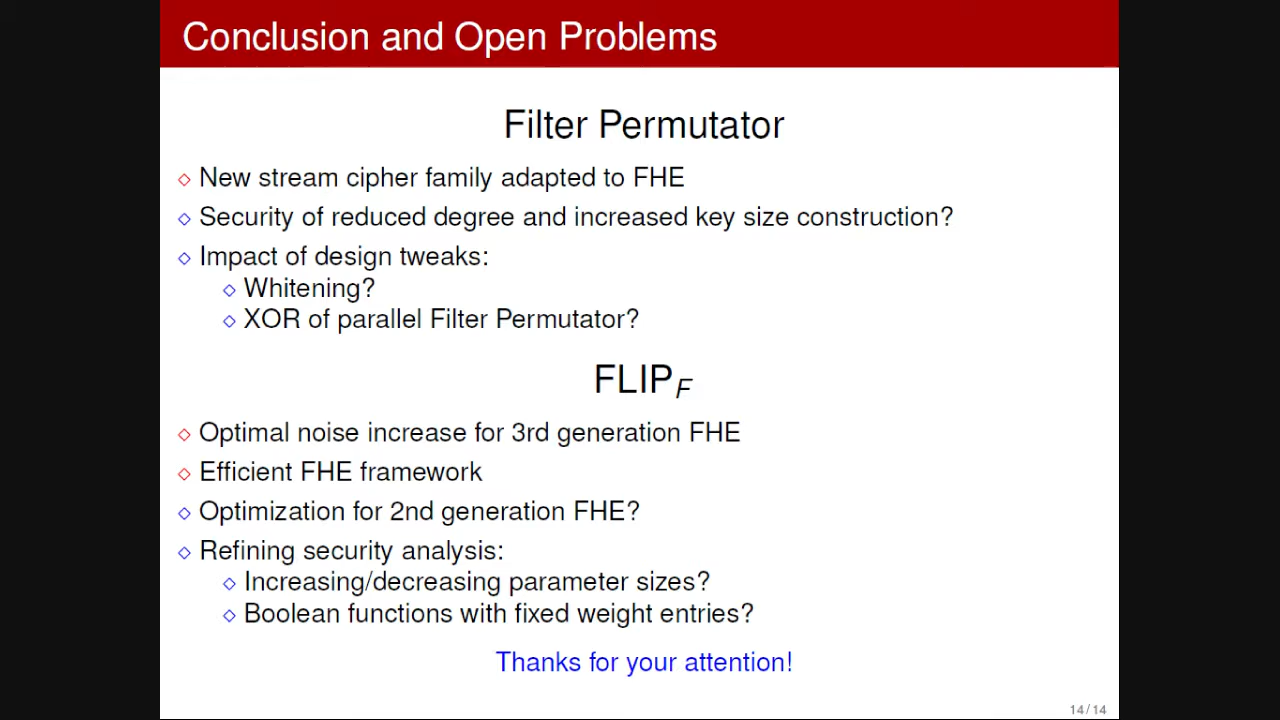 Conclusion and Open Problems
Filter Permutator
New stream cipher family adapted to FHE
Security of reduced degree and increased key size construction?
Impact of design tweaks:
Whitening?
XOR of parallel Filter Permutator?
FLIP_F
Optimal noise increase for 3rd generation FHE
Efficient FHE framework
Optimization for 2nd generation FHE?
Refining security analysis:
Increasing/decreasing parameter sizes?
Boolean functions with fixed weight entries?
Thanks for your attention!
14/14